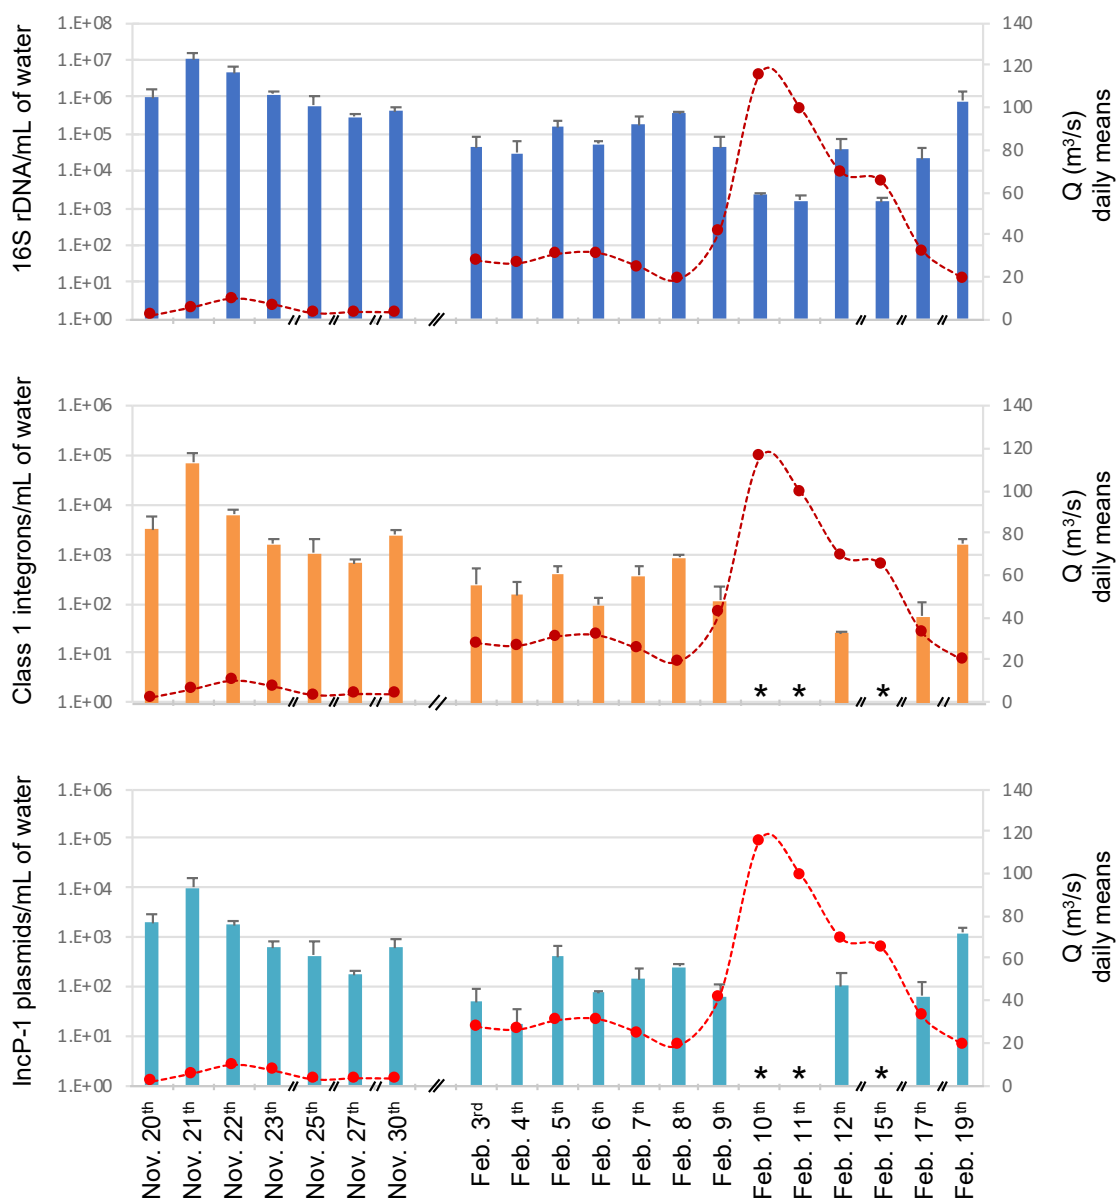 16S rDNA/mL of water
1.E+08
1.E+07
1.E+06
1.E+05
1.E+04
1.E+03
1.E+02
1.E+01
1.E+00
140
120
100
80
60
40
20
0
Q (m³/s)
daily means
Class 1 integrons/mL of water
1.E+06
1.E+05
1.E+04
1.E+03
1.E+02
1.E+01
1.E+00
* * *
140
120
100
80
60
40
20
0
Q (m³/s)
daily means
IncP-1 plasmids/mL of water
1.E+06
1.E+05
1.E+04
1.E+03
1.E+02
1.E+01
1.E+00
* * *
140
120
100
80
60
40
20
0
Q (m³/s)
daily means
Nov. 20th
Nov. 21th
Nov. 22th
Nov. 23th
Nov. 25th
Nov. 27th
Nov. 30th
Feb. 3rd
Feb. 4th
Feb. 5th
Feb. 6th
Feb. 7th
Feb. 8th
Feb. 9th
Feb. 10th
Feb. 11th
Feb. 12th
Feb. 15th
Feb. 17th
Feb. 19th